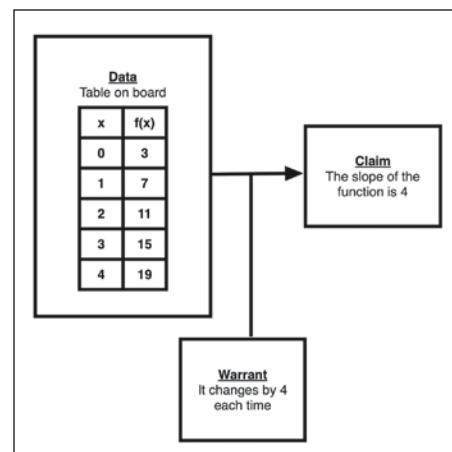 Data
Table on board
x f(x)
0 3
1 7
2 11
3 15
4 19
Claim
The slope of the
function is 4
Warrant
It changes by 4
each time